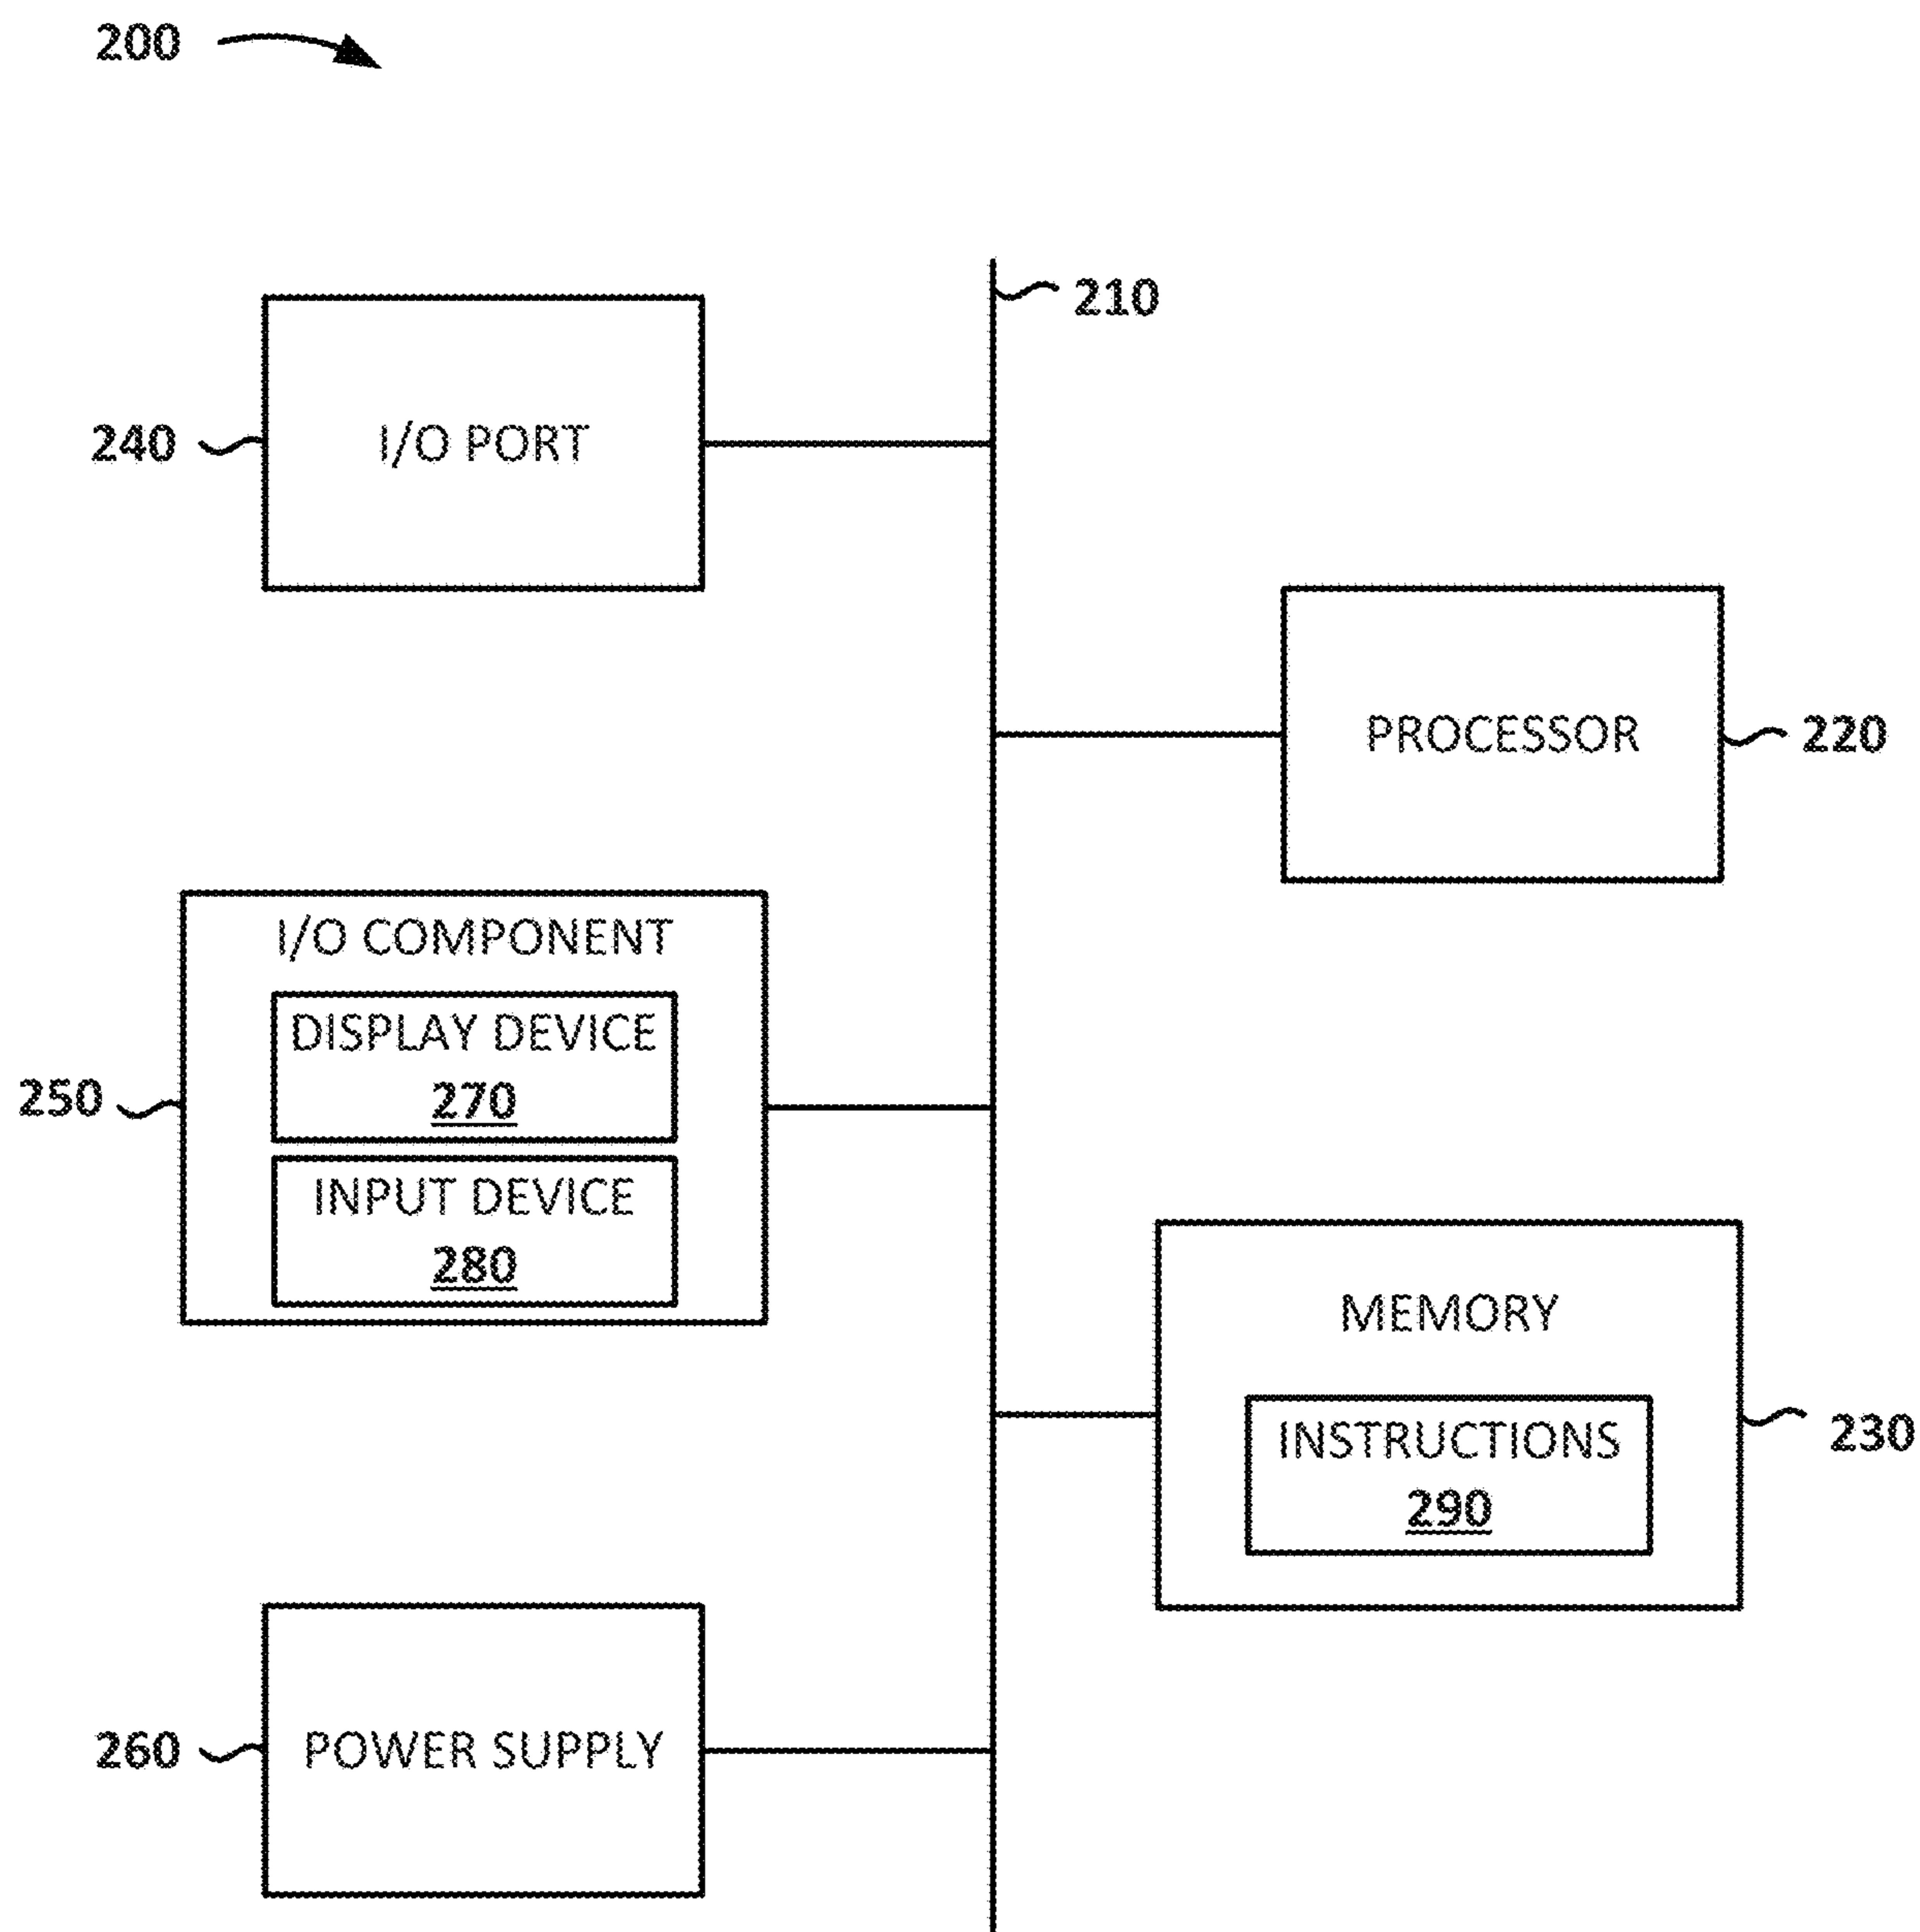 200
210
240
I/O PORT
PROCESSOR
220
I/O COMPONENT
DISPLAY DEVICE
270
250
INPUT DEVICE
280
MEMORY
INSTRUCTIONS
290
230
260
POWER SUPPLY